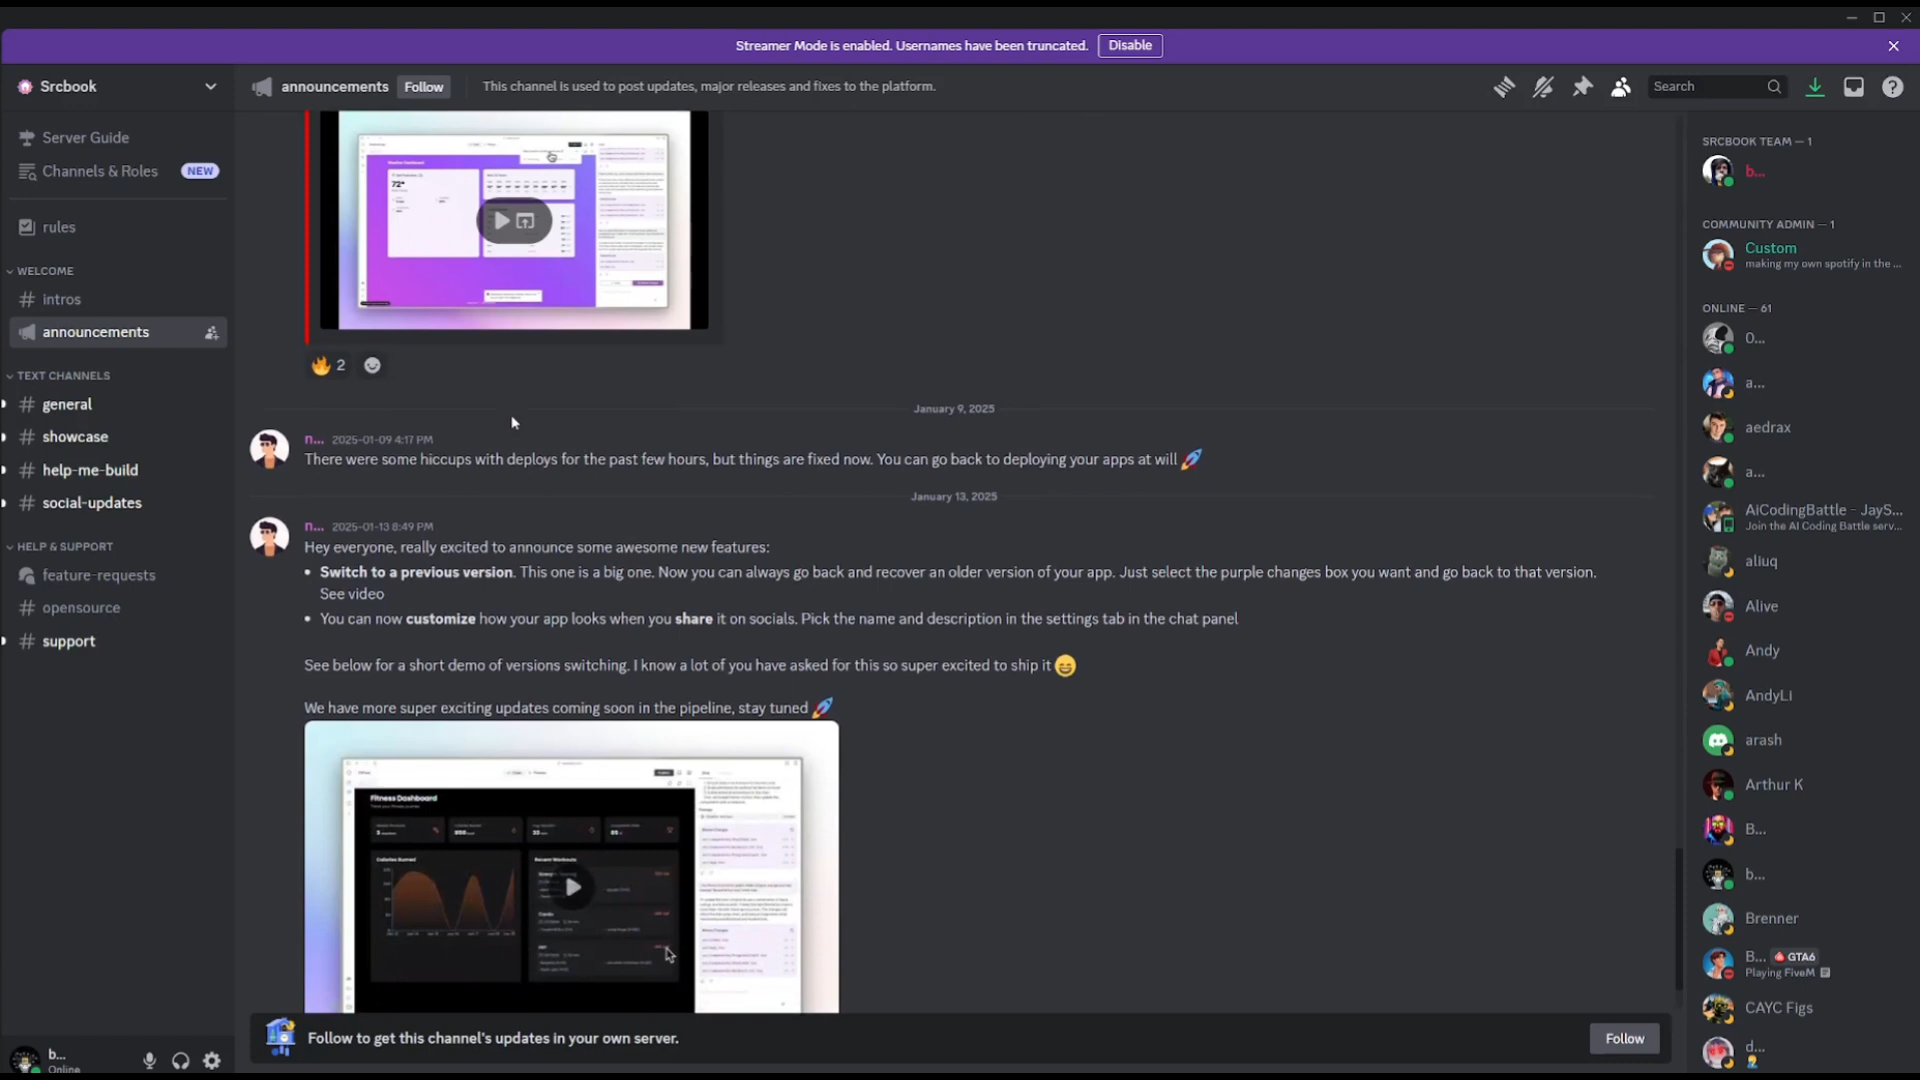 Streamer Mode is enabled. Usernames have been truncated. Disable
Srcbook
announcements Follow This channel is used to post updates, major releases and fixes to the platform.
Search
Server Guide
Channels & Roles NEW
rules
WELCOME
intros
announcements
TEXT CHANNELS
general
showcase
help-me-build
social-updates
HELP & SUPPORT
feature-requests
opensource
support
b...
Online
72°
2
January 9, 2025
n... 2025-01-09 4:17 PM
There were some hiccups with deploys for the past few hours, but things are fixed now. You can go back to deploying your apps at will 🚀
January 13, 2025
n... 2025-01-13 8:49 PM
Hey everyone, really excited to announce some awesome new features:
• Switch to a previous version. This one is a big one. Now you can always go back and recover an older version of your app. Just select the purple changes box you want and go back to that version.
See video
• You can now customize how your app looks when you share it on socials. Pick the name and description in the settings tab in the chat panel
See below for a short demo of versions switching. I know a lot of you have asked for this so super excited to ship it 😄
We have more super exciting updates coming soon in the pipeline, stay tuned 🚀
Fitness Dashboard
Calories Burned
Recent Workouts
Follow to get this channel's updates in your own server. Follow
SRCBOOK TEAM — 1
b...
COMMUNITY ADMIN — 1
Custom
making my own spotify in the ...
ONLINE — 61
0...
a...
aedrax
a...
AiCodingBattle - JayS...
Join the AI Coding Battle serv...
aliuq
Alive
Andy
AndyLi
arash
Arthur K
B...
b...
Brenner
B... GTA6
Playing FiveM
CAYC Figs
d...